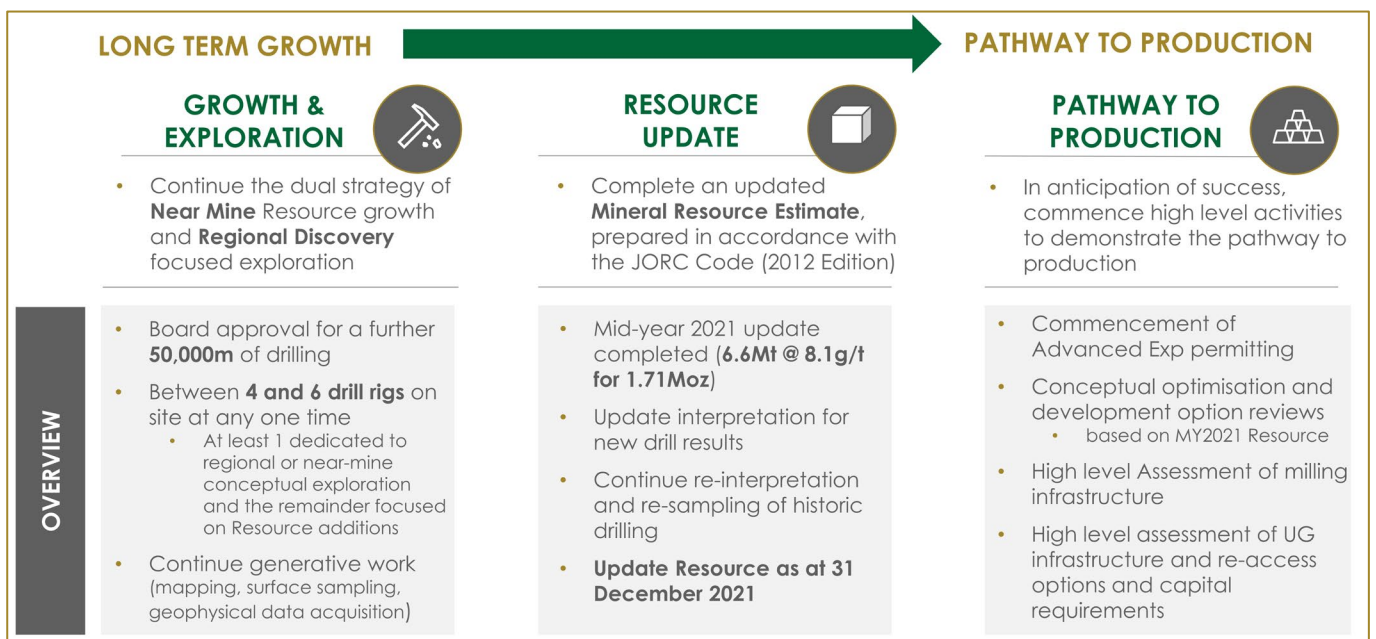 LONG TERM GROWTH
PATHWAY TO PRODUCTION
GROWTH &
EXPLORATION
• Continue the dual strategy of
Near Mine Resource growth
and Regional Discovery
focused exploration
RESOURCE
UPDATE
• Complete an updated
Mineral Resource Estimate,
prepared in accordance with
the JORC Code (2012 Edition)
PATHWAY TO
PRODUCTION
• In anticipation of success,
commence high level activities
to demonstrate the pathway to
production
OVERVIEW
• Board approval for a further
50,000m of drilling
• Between 4 and 6 drill rigs on
site at any one time
• At least 1 dedicated to
regional or near-mine
conceptual exploration
and the remainder focused
on Resource additions
• Continue generative work
(mapping, surface sampling,
geophysical data acquisition)
• Mid-year 2021 update
completed (6.6Mt @ 8.1g/t
for 1.71Moz)
• Update interpretation for
new drill results
• Continue re-interpretation
and re-sampling of historic
drilling
• Update Resource as at 31
December 2021
• Commencement of
Advanced Exp permitting
• Conceptual optimisation and
development option reviews
• based on MY2021 Resource
• High level Assessment of milling
infrastructure
• High level assessment of UG
infrastructure and re-access
options and capital
requirements